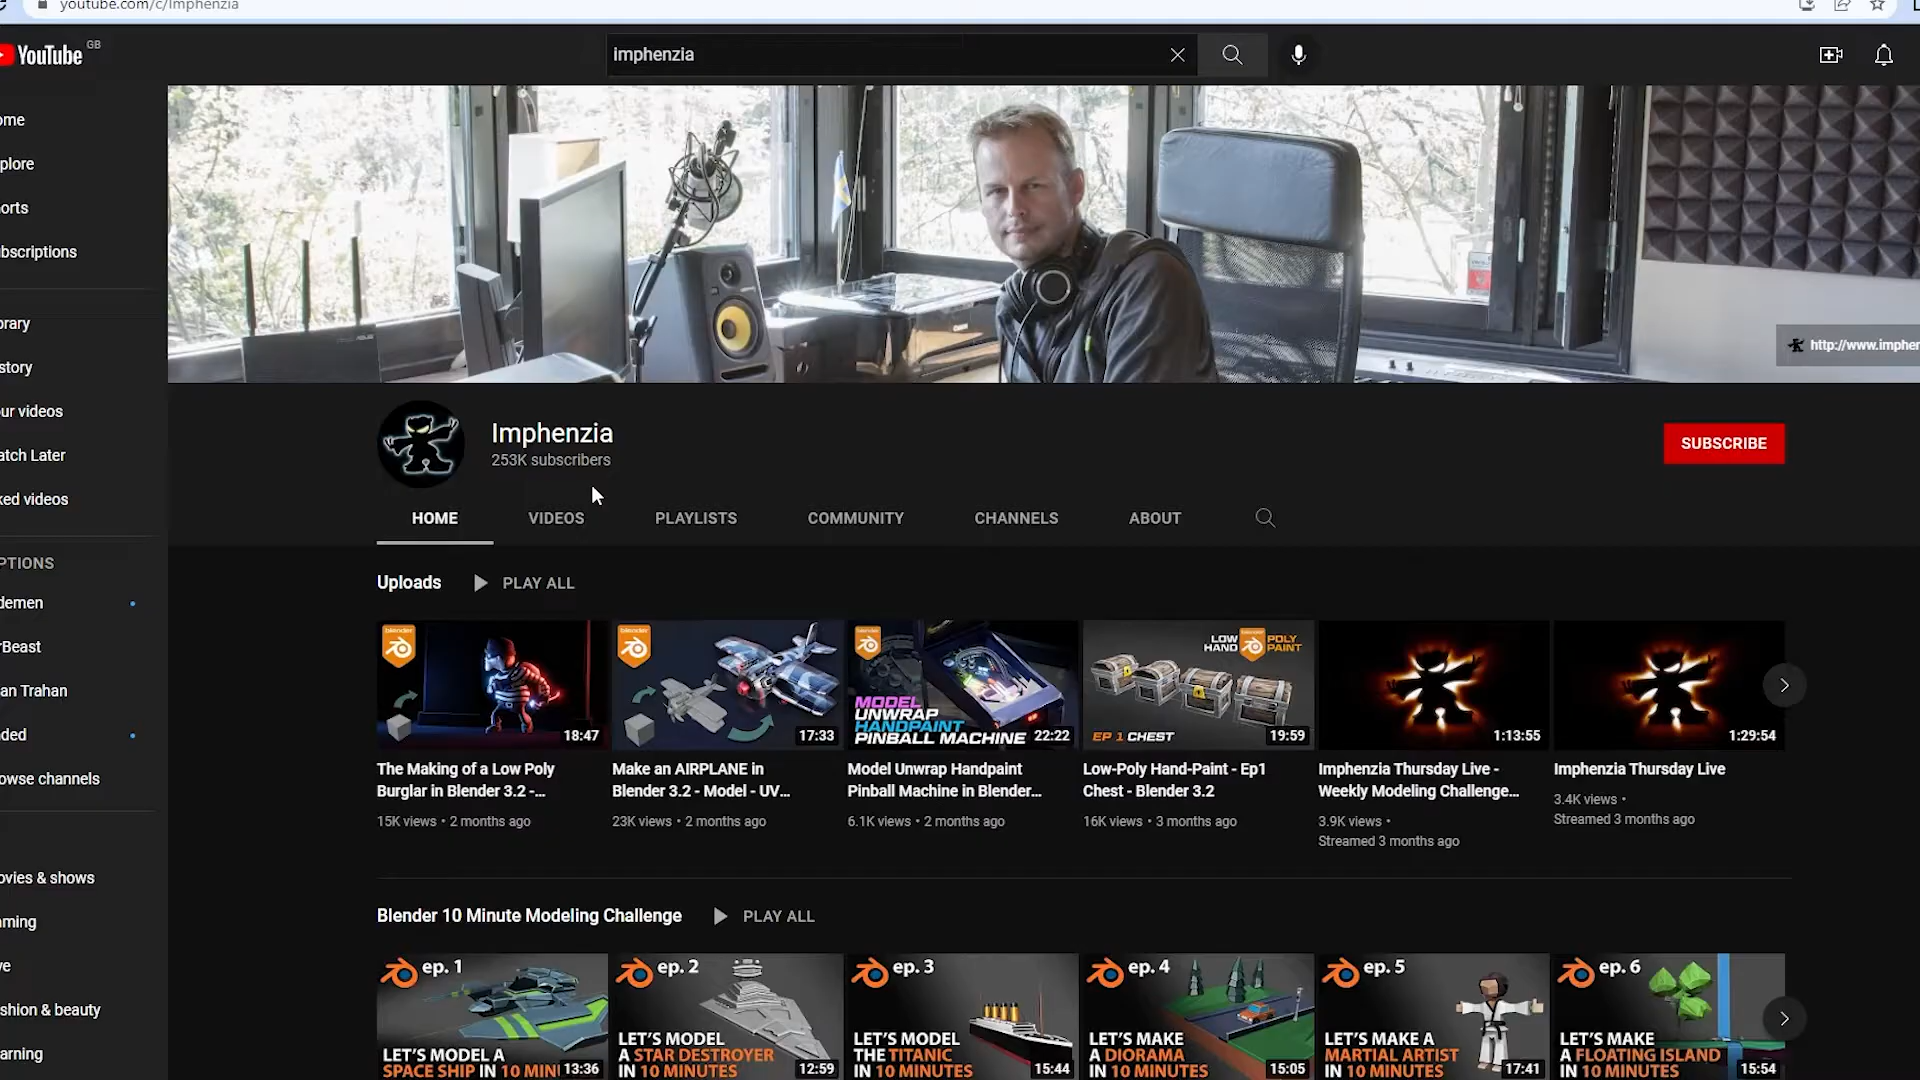 youtube.com/c/Imphenzia
YouTube GB
imphenzia
ome
plore
orts
bscriptions
brary
story
ur videos
atch Later
ked videos
PTIONS
demen
rBeast
an Trahan
ded
owse channels
ovies & shows
ming
ve
shion & beauty
arning
http://www.imphen
Imphenzia
253K subscribers
SUBSCRIBE
HOME VIDEOS PLAYLISTS COMMUNITY CHANNELS ABOUT
Uploads PLAY ALL
blender
18:47
The Making of a Low Poly
Burglar in Blender 3.2 -...
15K views • 2 months ago
blender
17:33
Make an AIRPLANE in
Blender 3.2 - Model - UV...
23K views • 2 months ago
blender
MODEL
UNWRAP
HANDPAINT
PINBALL MACHINE
22:22
Model Unwrap Handpaint
Pinball Machine in Blender...
6.1K views • 2 months ago
LOW POLY
HAND PAINT
EP 1 CHEST
19:59
Low-Poly Hand-Paint - Ep1
Chest - Blender 3.2
16K views • 3 months ago
1:13:55
Imphenzia Thursday Live -
Weekly Modeling Challenge...
3.9K views •
Streamed 3 months ago
1:29:54
Imphenzia Thursday Live
3.4K views •
Streamed 3 months ago
Blender 10 Minute Modeling Challenge PLAY ALL
ep. 1
LET'S MODEL A
SPACE SHIP IN 10 MIN
13:36
ep. 2
LET'S MODEL
A STAR DESTROYER
IN 10 MINUTES
12:59
ep. 3
LET'S MODEL
THE TITANIC
IN 10 MINUTES
15:44
ep. 4
LET'S MAKE
A DIORAMA
IN 10 MINUTES
15:05
ep. 5
LET'S MAKE A
MARTIAL ARTIST
IN 10 MINUTES
17:41
ep. 6
LET'S MAKE
A FLOATING ISLAND
IN 10 MINUTES
15:54